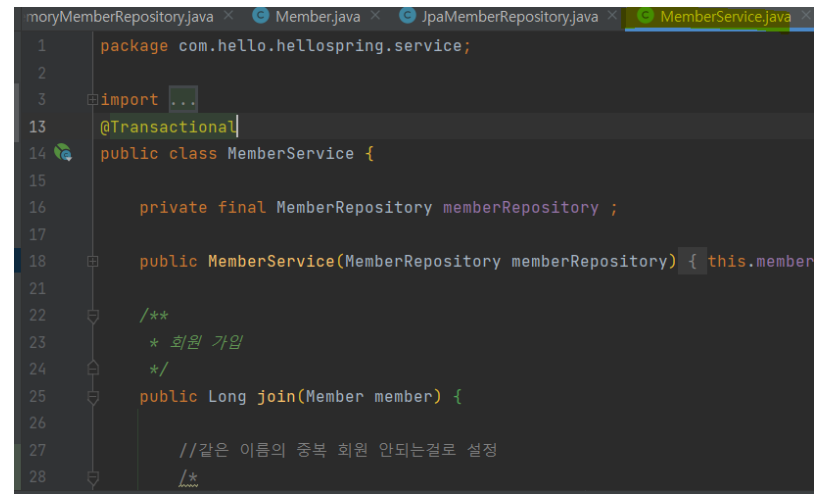 moryMemberRepository.java × Member.java × JpaMemberRepository.java × MemberService.java ×
1 package com.hello.hellospring.service;
2
3 import ...
13 @Transactional
14 public class MemberService {
15
16 private final MemberRepository memberRepository ;
17
18 public MemberService(MemberRepository memberRepository) { this.member
21
22 /**
23 * 회원 가입
24 */
25 public Long join(Member member) {
26
27 //같은 이름의 중복 회원 안되는걸로 설정
28 /*